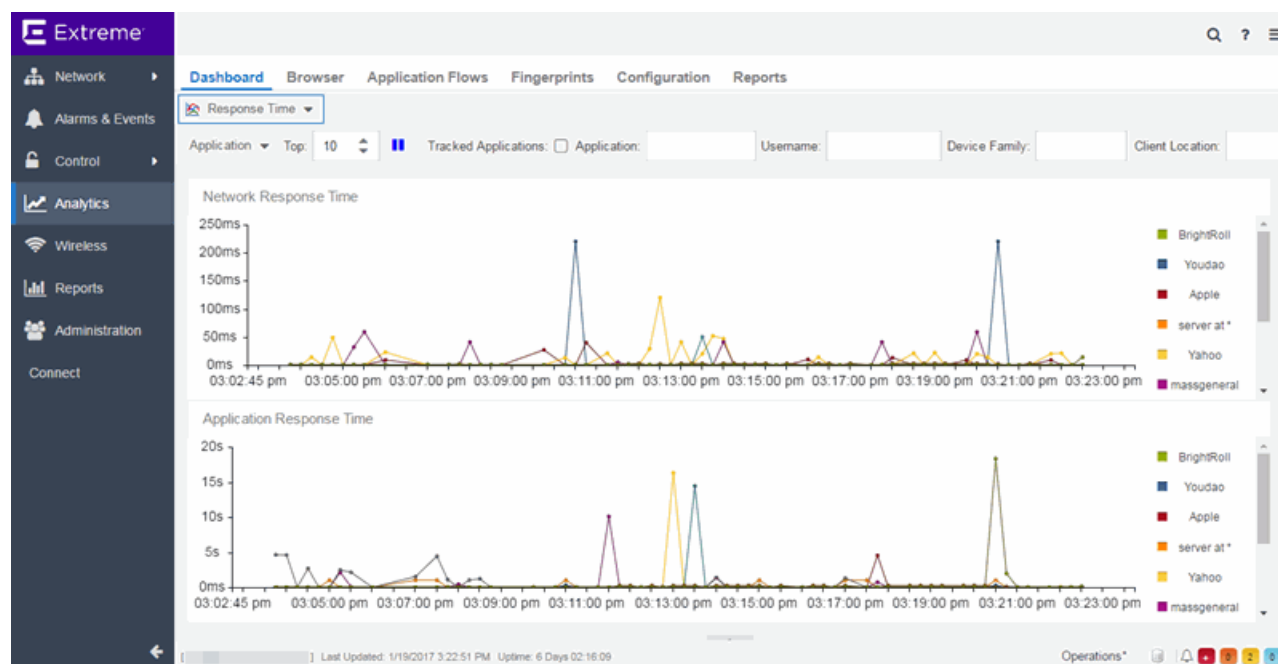 Extreme
Network
Alarms & Events
Control
Analytics
Wireless
Reports
Administration
Connect
Dashboard Browser Application Flows Fingerprints Configuration Reports
Response Time
Application Top: 10 Tracked Applications: Application: Username: Device Family: Client Location:
Network Response Time
250ms
200ms
150ms
100ms
50ms
0ms
03:02:45 pm 03:05:00 pm 03:07:00 pm 03:09:00 pm 03:11:00 pm 03:13:00 pm 03:15:00 pm 03:17:00 pm 03:19:00 pm 03:21:00 pm 03:23:00 pm
BrightRoll
Youdao
Apple
server at *
Yahoo
massgeneral
Application Response Time
20s
15s
10s
5s
0ms
03:02:45 pm 03:05:00 pm 03:07:00 pm 03:09:00 pm 03:11:00 pm 03:13:00 pm 03:15:00 pm 03:17:00 pm 03:19:00 pm 03:21:00 pm 03:23:00 pm
BrightRoll
Youdao
Apple
server at *
Yahoo
massgeneral
[ ] Last Updated: 1/19/2017 3:22:51 PM Uptime: 6 Days 02:16:09
Operations* 0 2 0